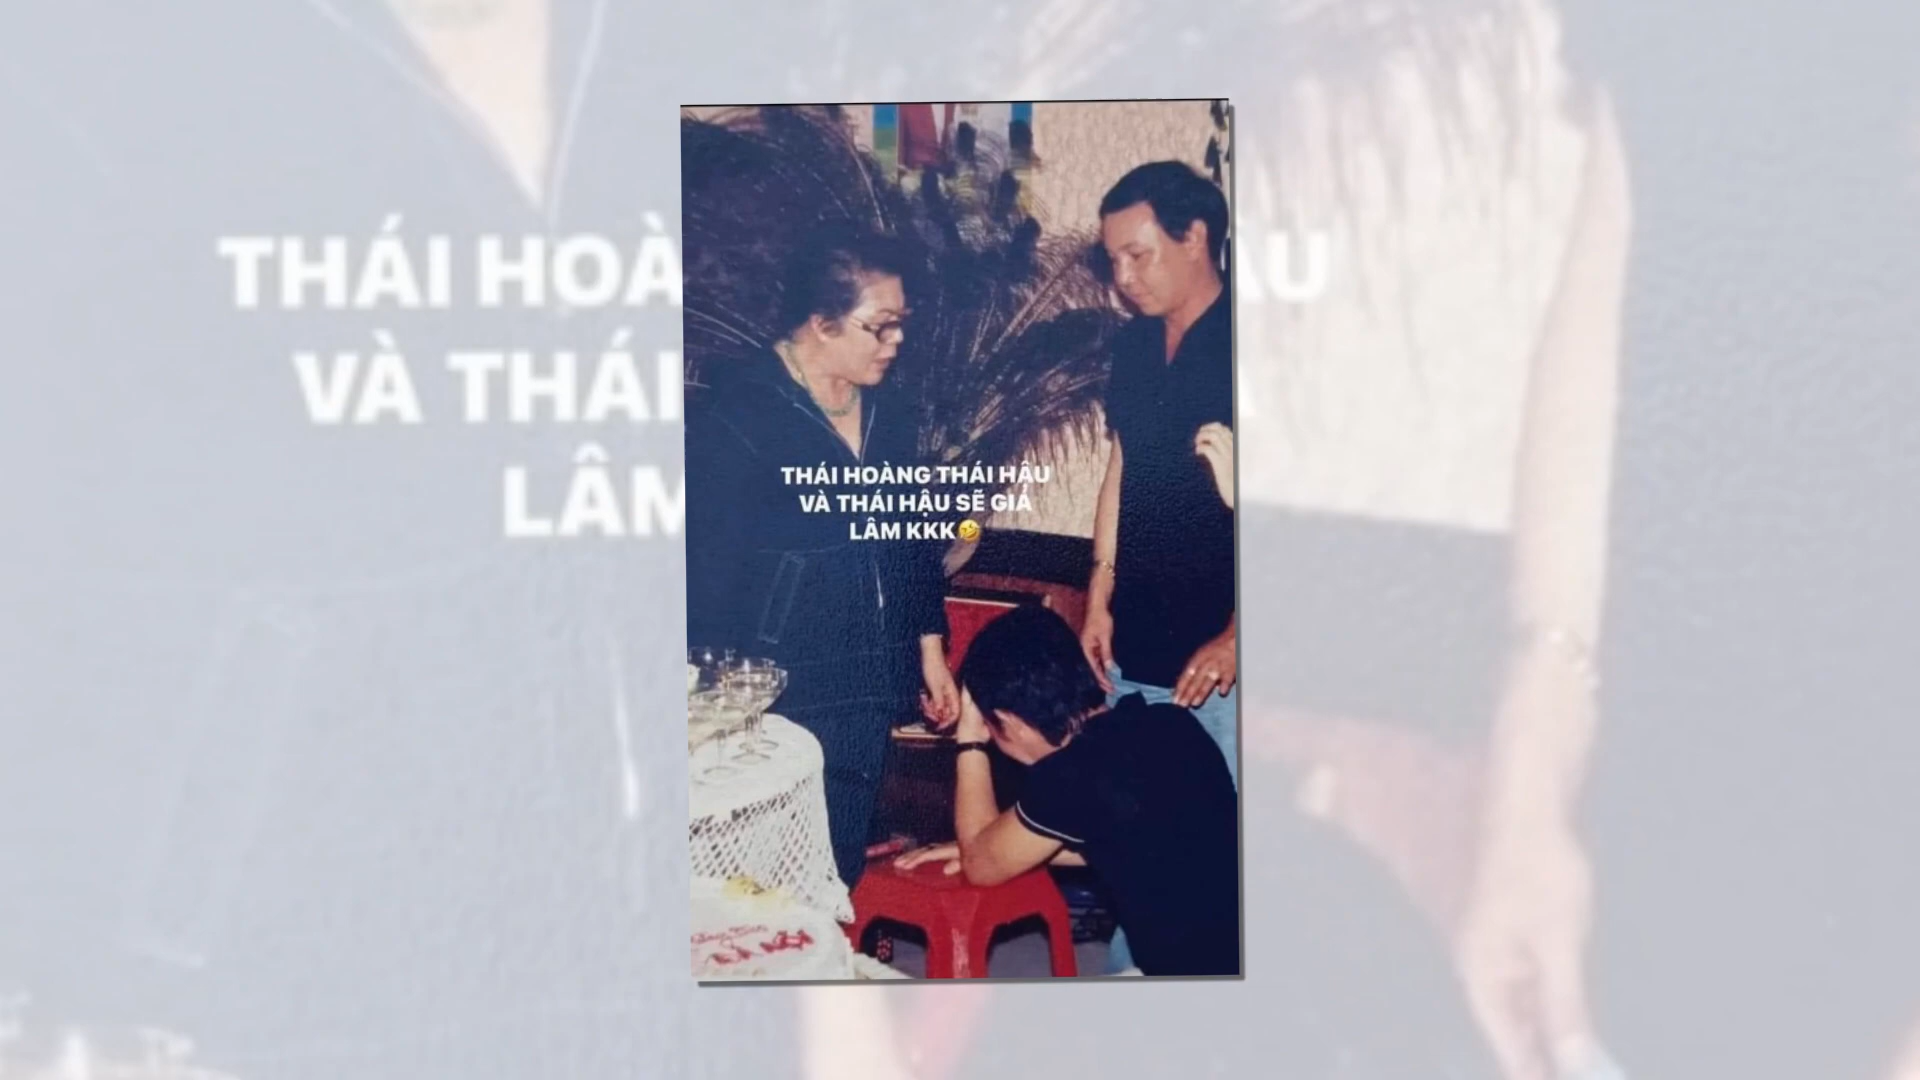 THÁI HOÀNG THÁI HẬU
VÀ THÁI HẬU SẼ GIÁ
LÂM KKK🤣